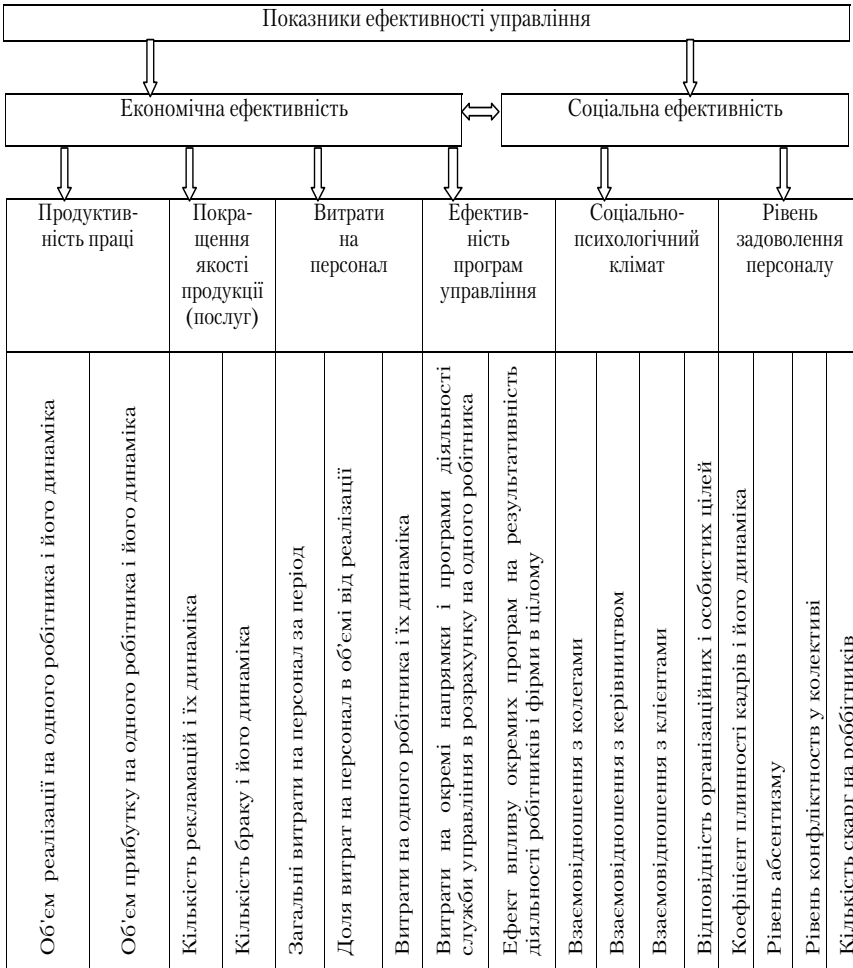 Показники ефективності управління
Економічна ефективність
Соціальна ефективність
Продуктив-
ність праці
Покра-
щення
якості
продукції
(послуг)
Витрати
на
персонал
Ефектив-
ність
програм
управління
Соціально-
психологічний
клімат
Рівень
задоволення
персоналу
Об'єм реалізації на одного робітника і його динаміка
Об'єм прибутку на одного робітника і його динаміка
Кількість рекламацій і їх динаміка
Кількість браку і його динаміка
Загальні витрати на персонал за період
Доля витрат на персонал в об'ємі від реалізації
Витрати на одного робітника і їх динаміка
Витрати на окремі напрямки і програми діяльності
служби управління в розрахунку на одного робітника
Ефект впливу окремих програм на результативність
діяльності робітників і фірми в цілому
Взаємовідношення з колегами
Взаємовідношення з керівництвом
Взаємовідношення з клієнтами
Відповідність організаційних і особистих цілей
Коефіцієнт плинності кадрів і його динаміка
Рівень абсентизму
Рівень конфліктноств у колективі
Кількість скарг на роббітників